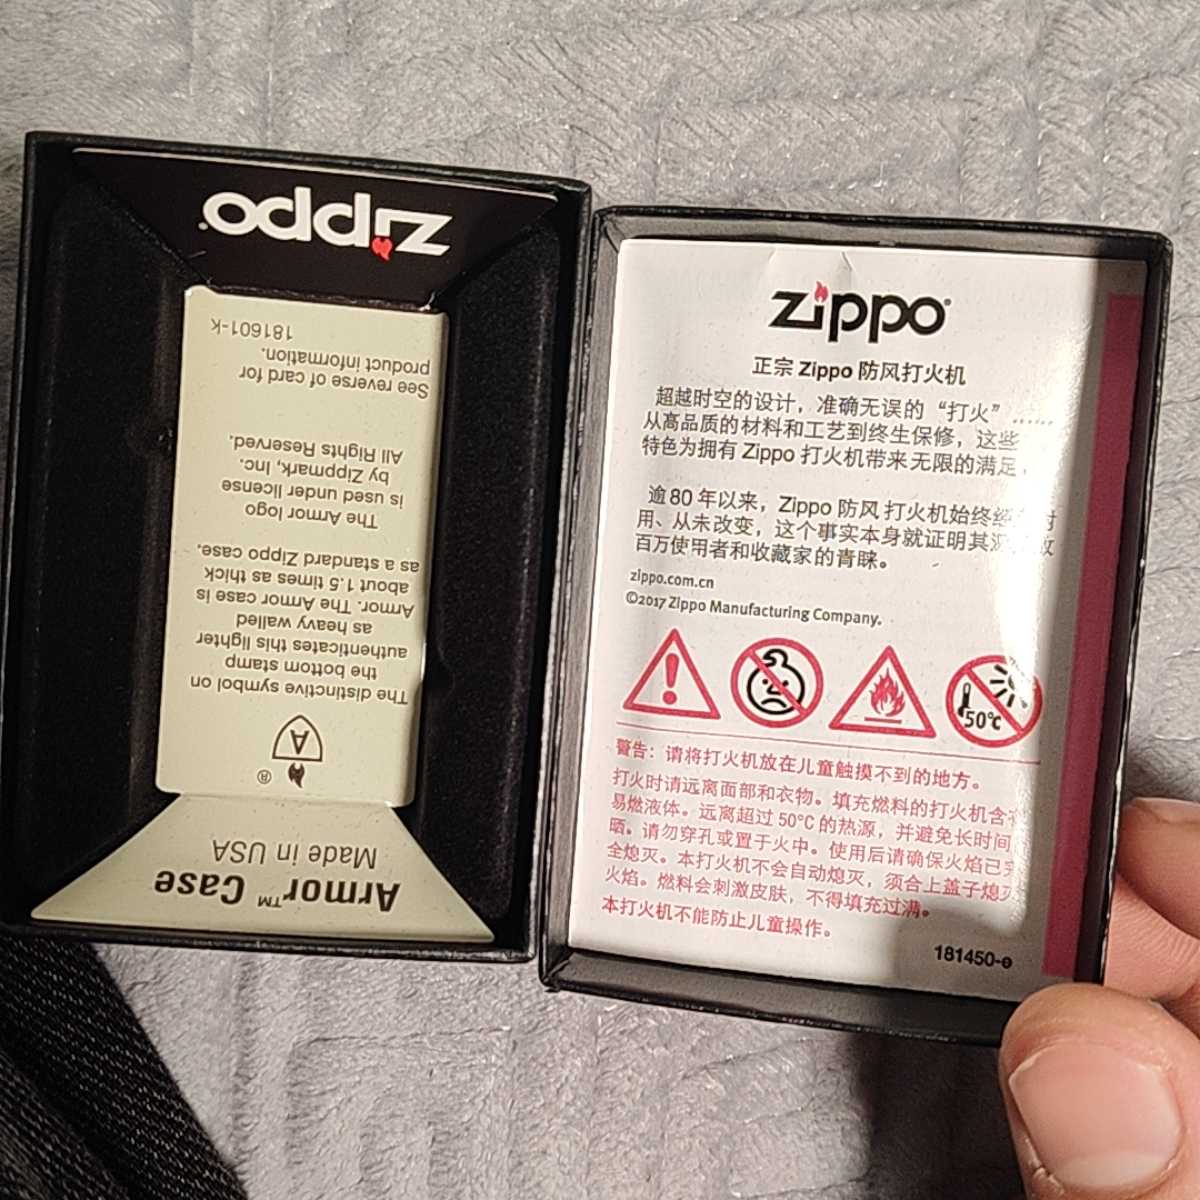 zippo
Armor™ Case
Made in USA
®
A
The distinctive symbol on
the bottom stamp
authenticates this lighter
as heavy walled
Armor. The Armor case is
about 1.5 times as thick
as a standard Zippo case.
The Armor logo
is used under license
by Zippmark, Inc.
All Rights Reserved.
See reverse of card for
product information.
181601-K
zippo
正宗 Zippo 防风打火机
超越时空的设计，准确无误的“打火”……
从高品质的材料和工艺到终生保修，这些
特色为拥有 Zippo 打火机带来无限的满足，
逾80 年以来，Zippo 防风 打火机始终经 耐
用、从未改变，这个事实本身就证明其源
百万使用者和收藏家的青睐。
zippo.com.cn
©2017 Zippo Manufacturing Company.
50℃
警告：请将打火机放在儿童触摸不到的地方。
打火时请远离面部和衣物。填充燃料的打火机含有
易燃液体。远离超过 50℃ 的热源，并避免长时间
晒。请勿穿孔或置于火中。使用后请确保火焰已完
全熄灭。本打火机不会自动熄灭，须合上盖子熄灭
火焰。燃料会刺激皮肤，不得填充过满。
本打火机不能防止儿童操作。
181450-e